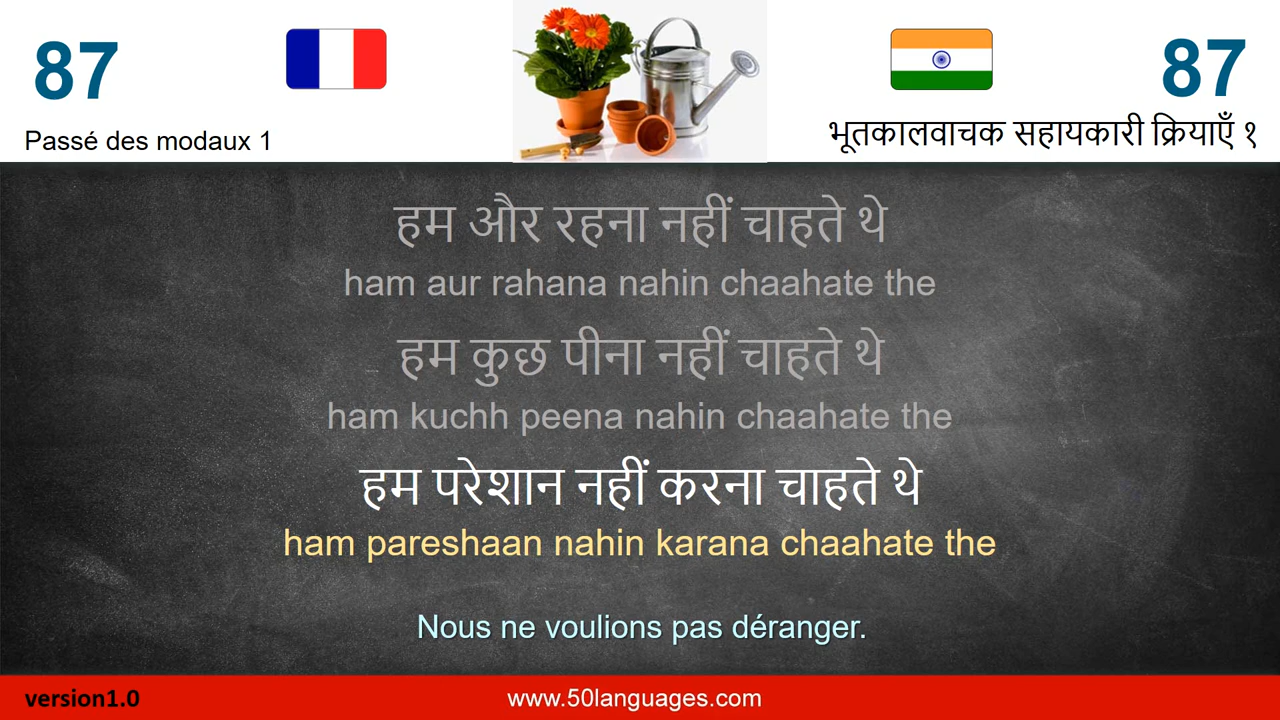 87
87
Passé des modaux 1
भूतकालवाचक सहायकारी क्रियाएँ १
हम और रहना नहीं चाहते थे
ham aur rahana nahin chaahate the
हम कुछ पीना नहीं चाहते थे
ham kuchh peena nahin chaahate the
हम परेशान नहीं करना चाहते थे
ham pareshaan nahin karana chaahate the
Nous ne voulions pas déranger.
version1.0
www.50languages.com